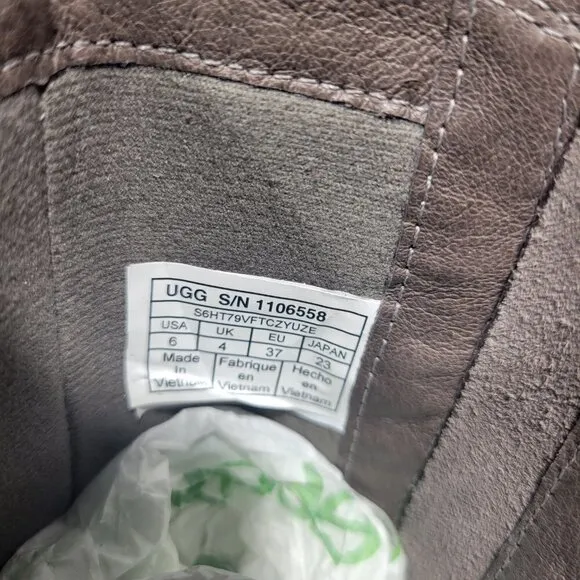 UGG S/N 1106558
S6HT79VFTCZYUZE
USA UK EU JAPAN
6 4 37 23
Made Fabrique Hecho
in en en
Vietnam Vietnam Vietnam